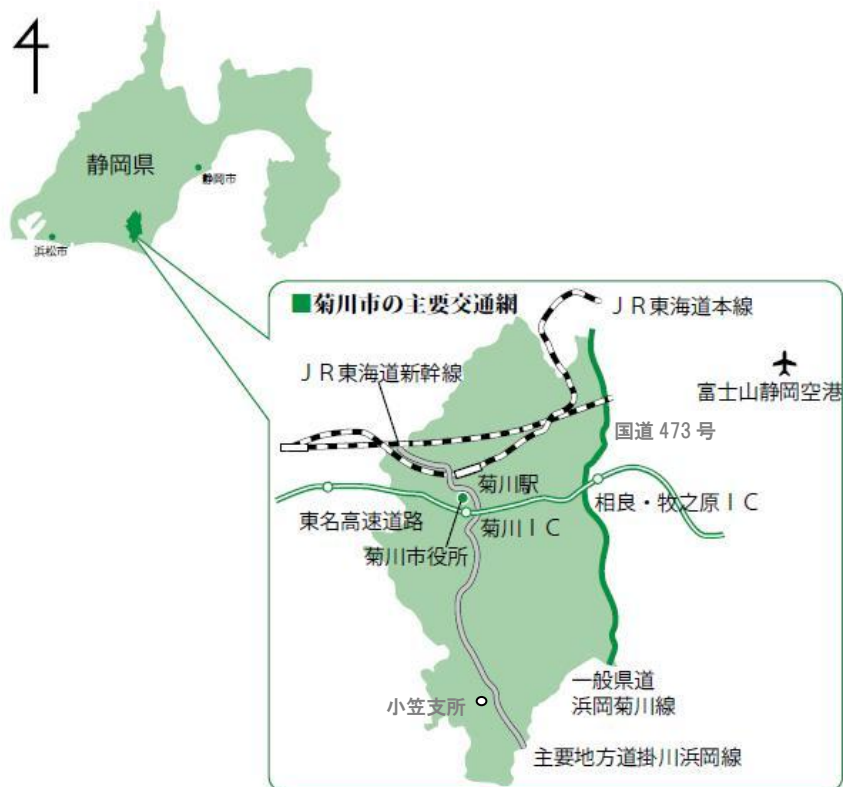 静岡県
静岡市
浜松市
■菊川市の主要交通網
ＪＲ東海道本線
ＪＲ東海道新幹線
富士山静岡空港
国道 473 号
菊川駅
相良・牧之原ＩＣ
東名高速道路
菊川ＩＣ
菊川市役所
一般県道
浜岡菊川線
小笠支所
主要地方道掛川浜岡線